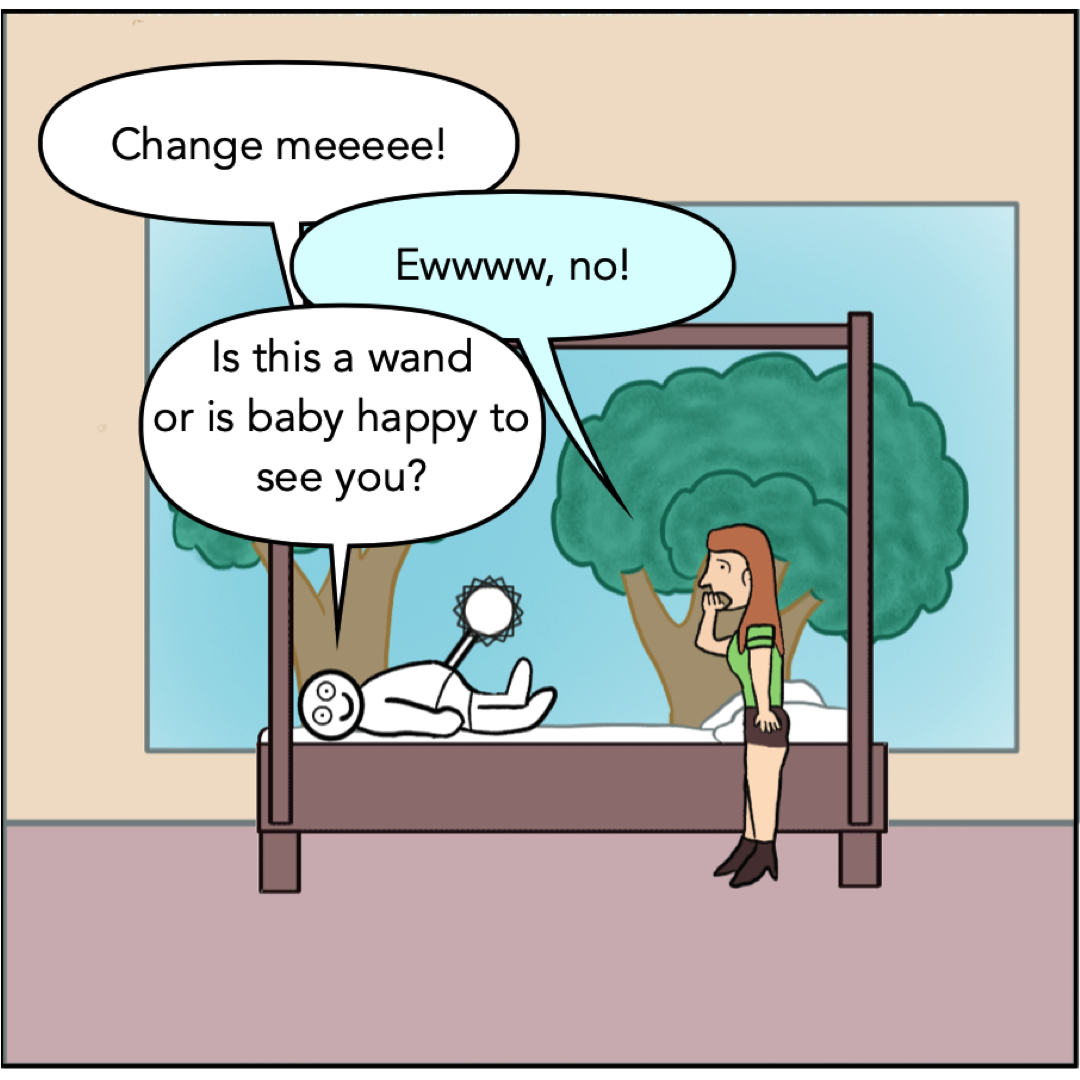 Change meeeee!
Ewwww, no!
Is this a wand
or is baby happy to
see you?